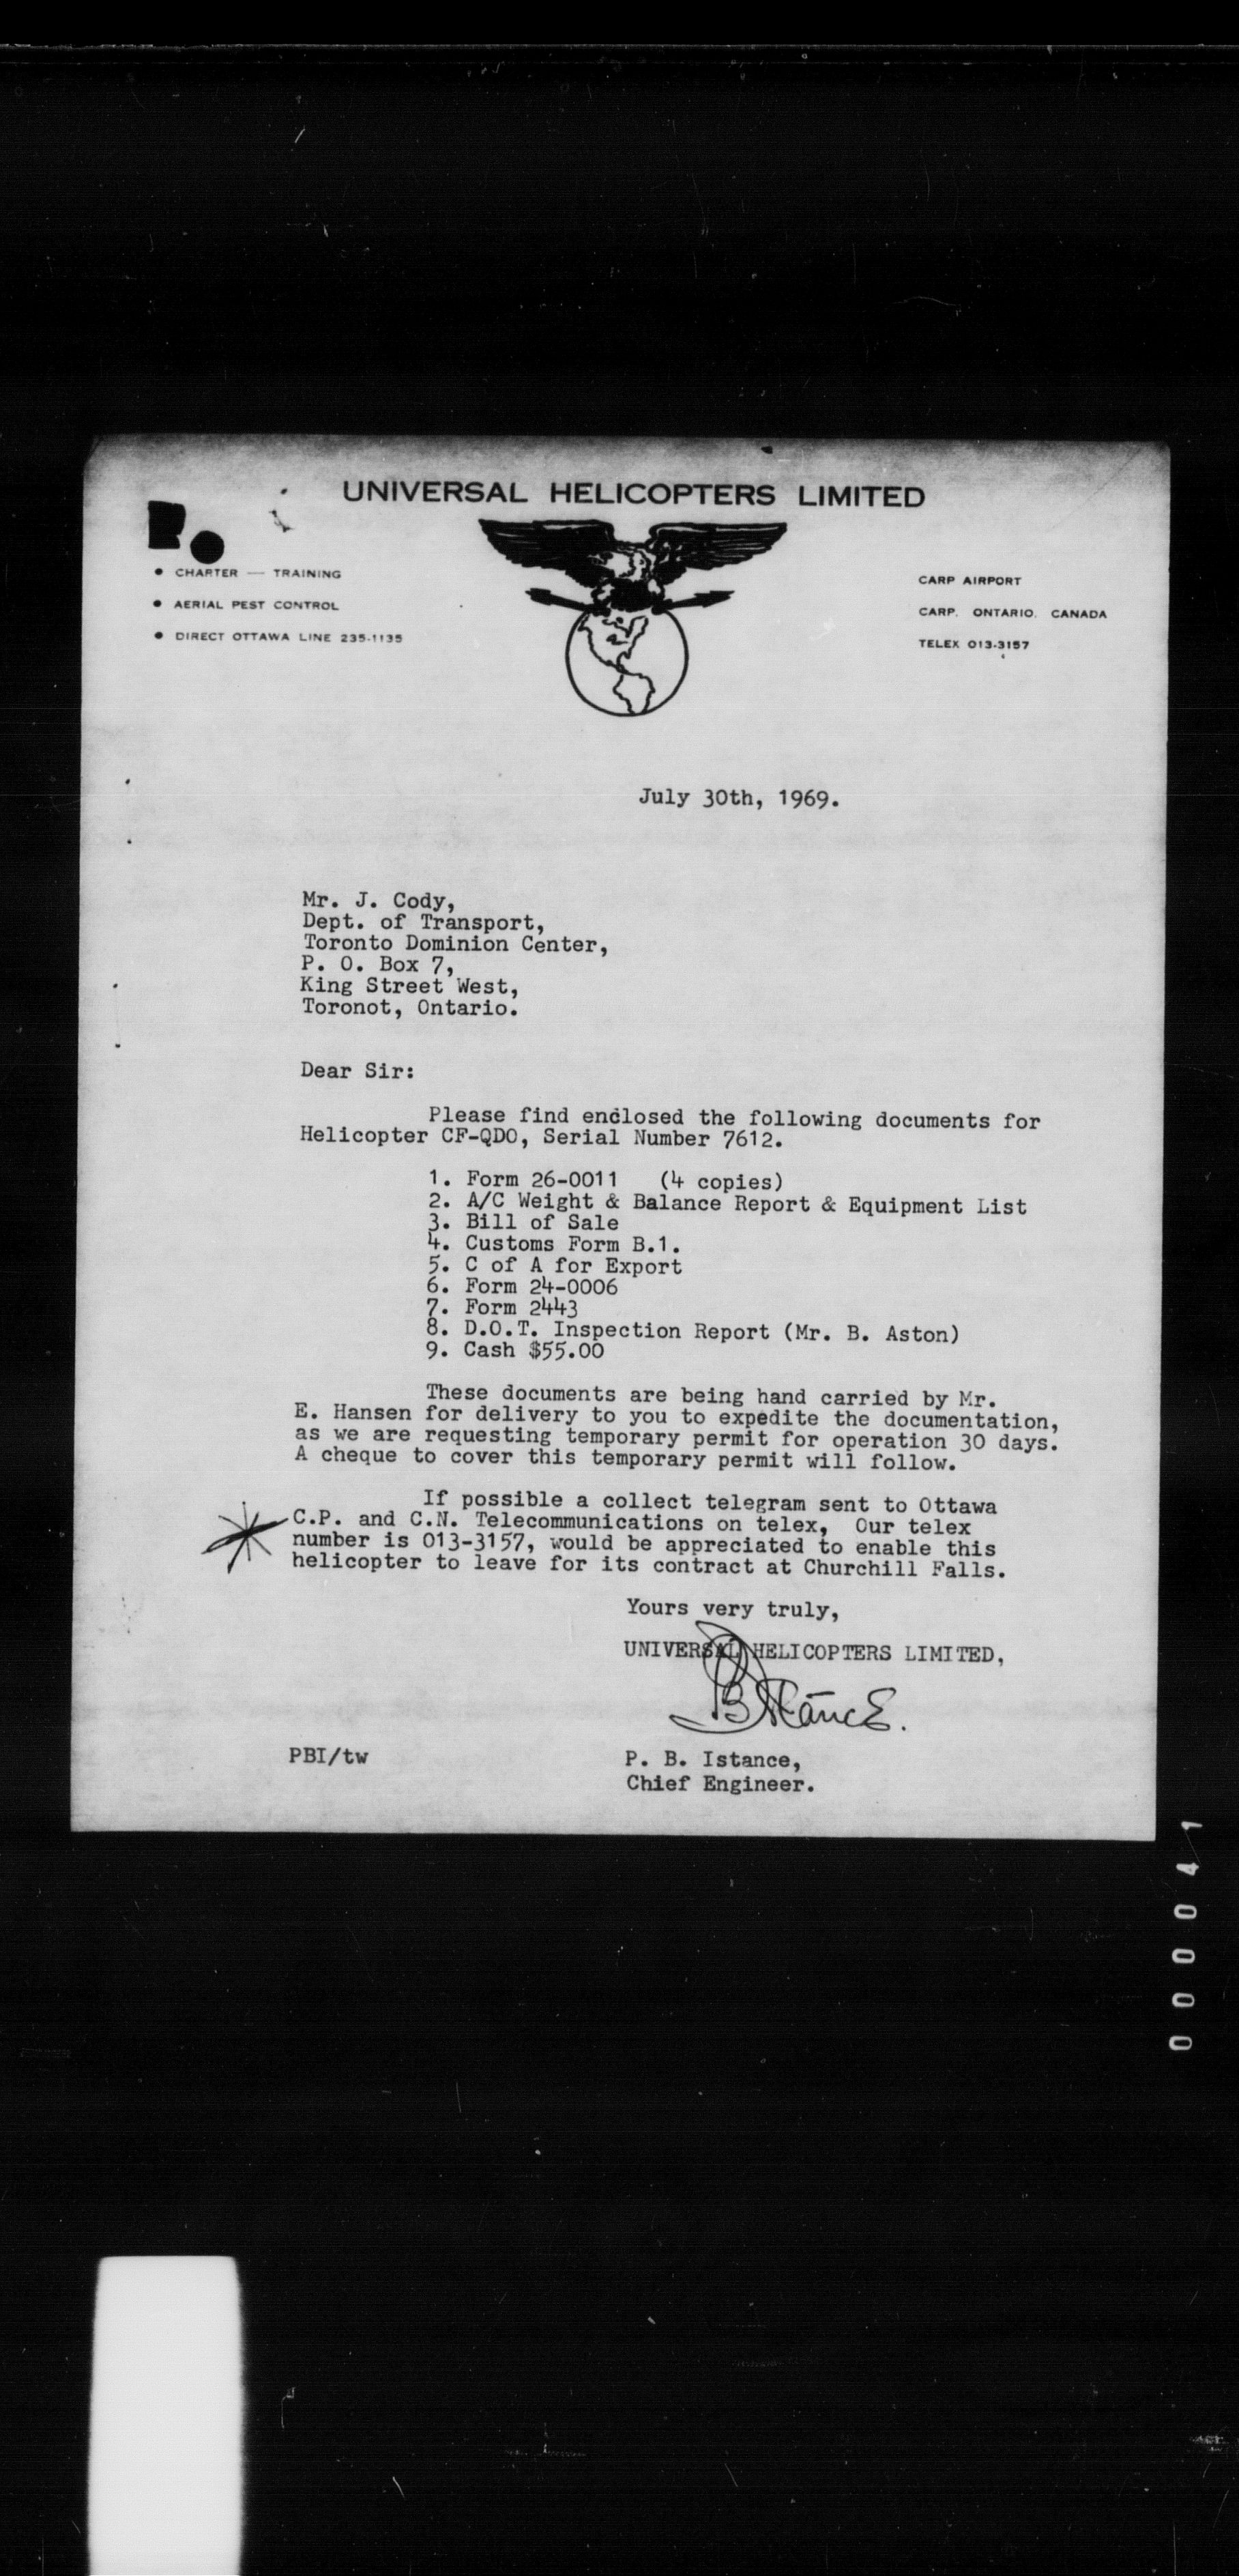 UNIVERSAL HELICOPTERS LIMITED
• CHARTER — TRAINING
• AERIAL PEST CONTROL
• DIRECT OTTAWA LINE 235-1135
CARP AIRPORT
CARP, ONTARIO, CANADA
TELEX 013-3157
July 30th, 1969.
Mr. J. Cody,
Dept. of Transport,
Toronto Dominion Center,
P. O. Box 7,
King Street West,
Toronot, Ontario.
Dear Sir:
Please find enclosed the following documents for
Helicopter CF-QDO, Serial Number 7612.
1. Form 26-0011 (4 copies)
2. A/C Weight & Balance Report & Equipment List
3. Bill of Sale
4. Customs Form B.1.
5. C of A for Export
6. Form 24-0006
7. Form 2443
8. D.O.T. Inspection Report (Mr. B. Aston)
9. Cash $55.00
These documents are being hand carried by Mr.
E. Hansen for delivery to you to expedite the documentation,
as we are requesting temporary permit for operation 30 days.
A cheque to cover this temporary permit will follow.
If possible a collect telegram sent to Ottawa
C.P. and C.N. Telecommunications on telex, Our telex
number is 013-3157, would be appreciated to enable this
helicopter to leave for its contract at Churchill Falls.
Yours very truly,
UNIVERSAL HELICOPTERS LIMITED,
B Istance.
PBI/tw
P. B. Istance,
Chief Engineer.
000041